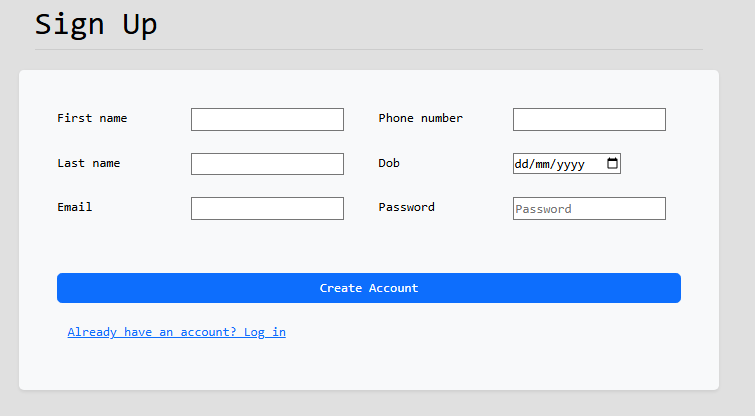 Sign Up
First name
Phone number
Last name
Dob
dd/mm/yyyy
Email
Password
Password
Create Account
Already have an account? Log in